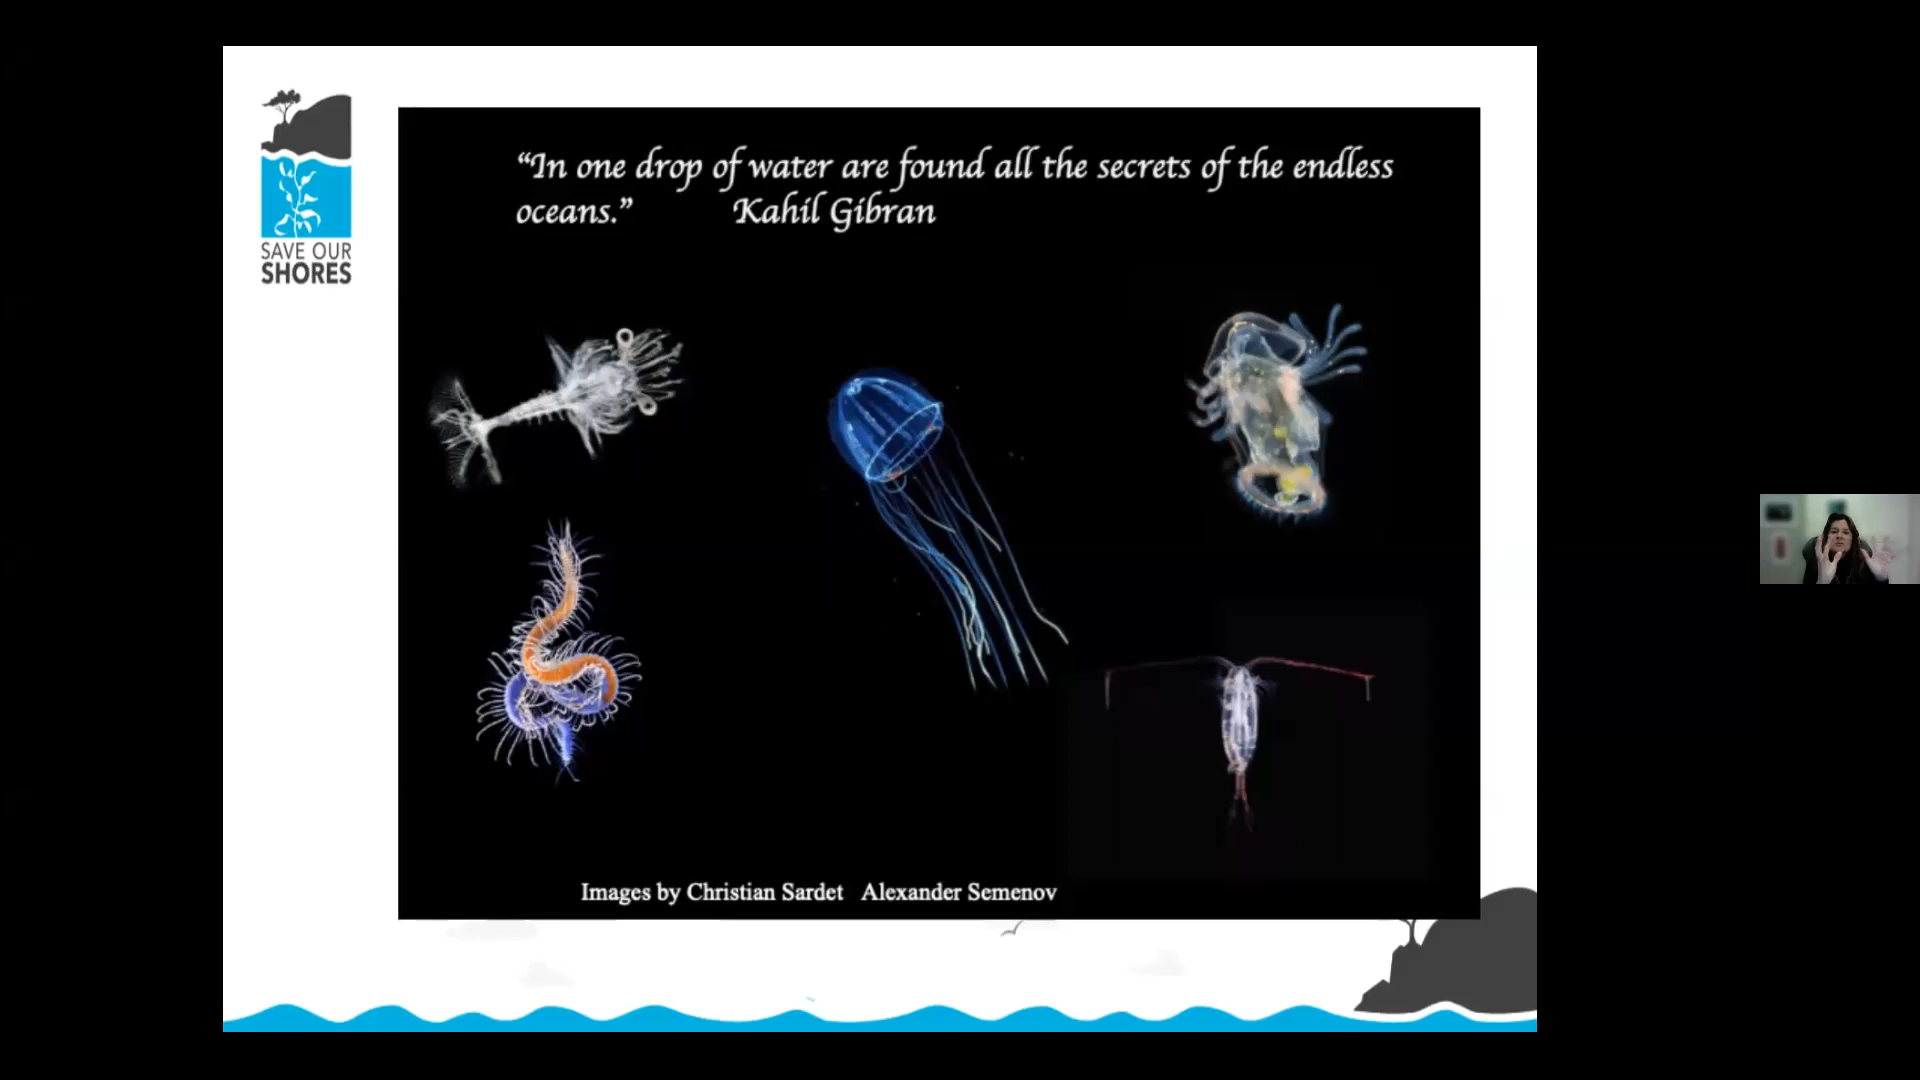 SAVE OUR
SHORES
“In one drop of water are found all the secrets of the endless
oceans.” Kahil Gibran
Images by Christian Sardet Alexander Semenov